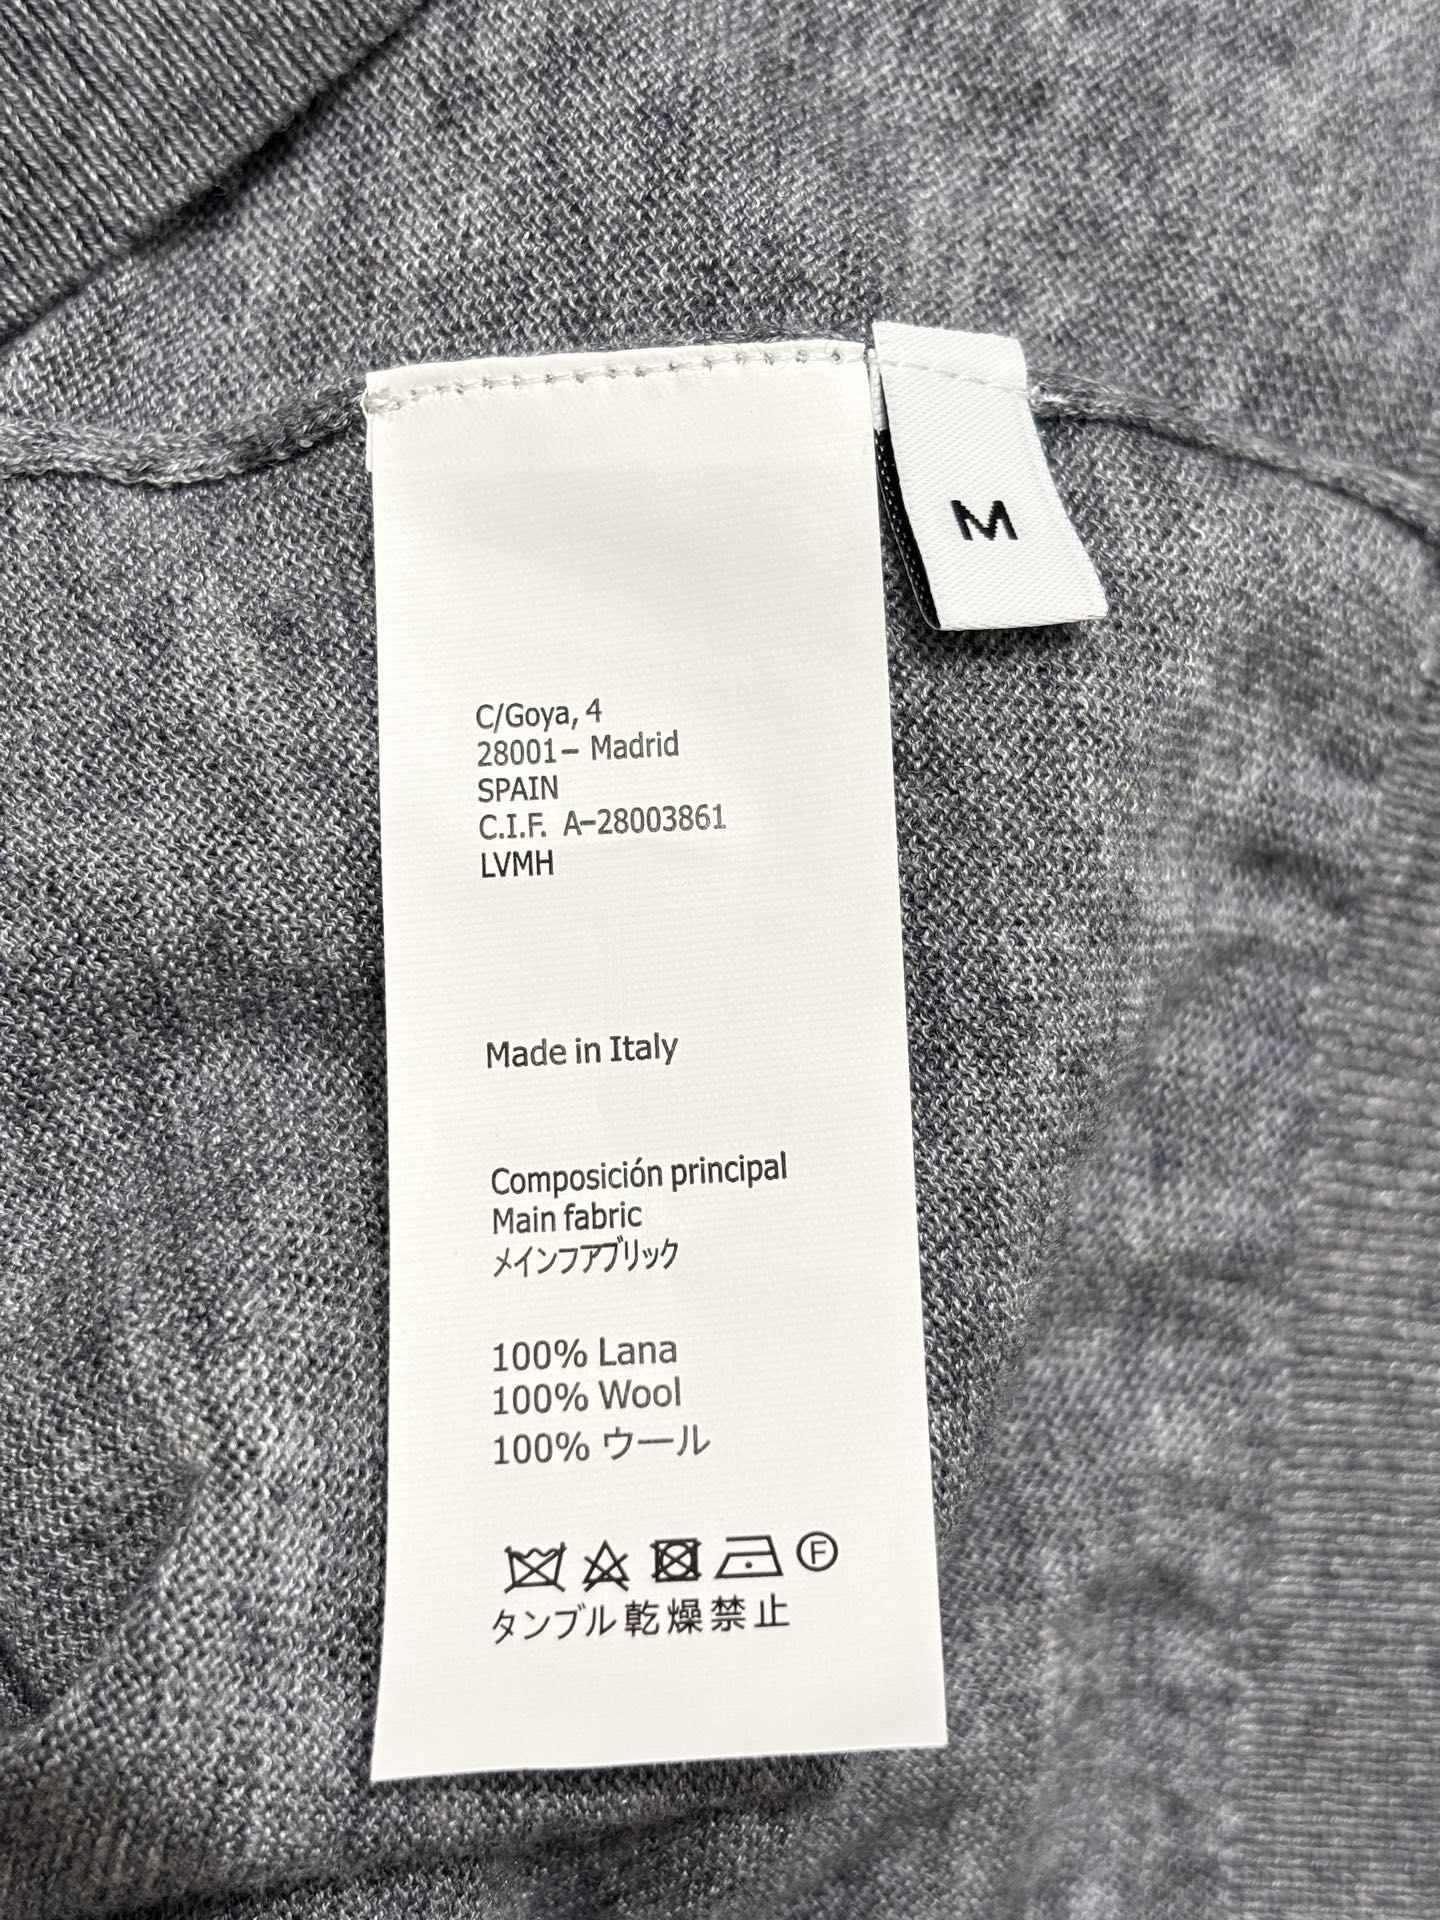 M
C/Goya, 4
28001– Madrid
SPAIN
C.I.F. A–28003861
LVMH
Made in Italy
Composición principal
Main fabric
メインファブリック
100% Lana
100% Wool
100% ウール
F
タンブル乾燥禁止